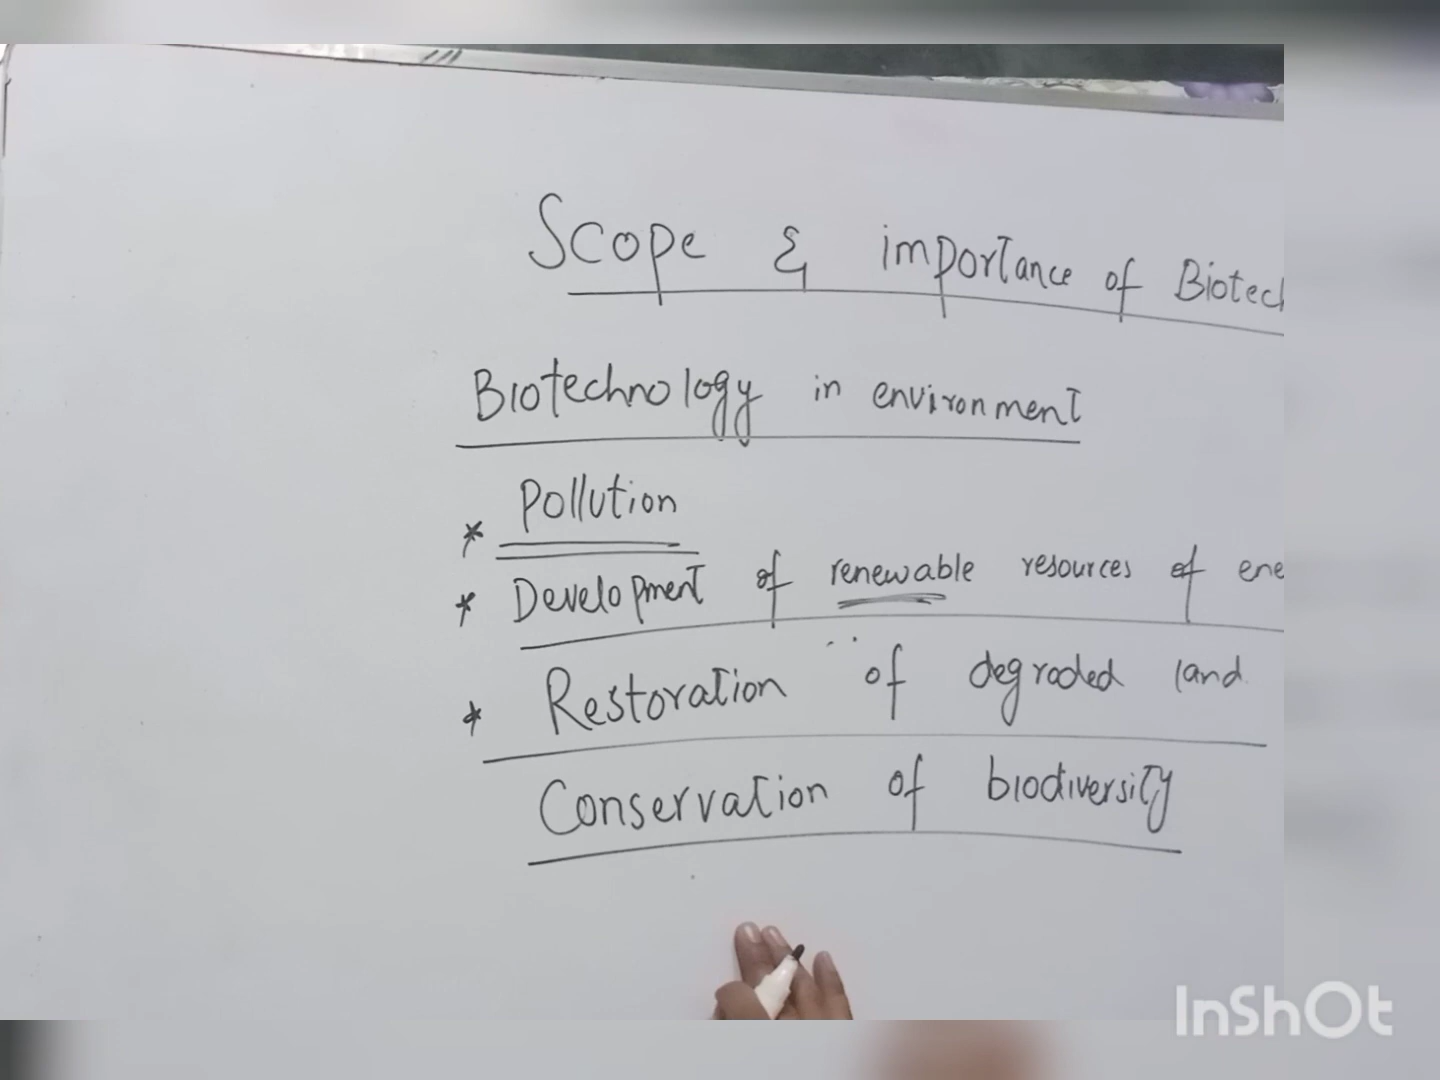 Scope & importance of Biotech
Biotechnology in environment
* Pollution
* Development of renewable resources of ene
* Restoration of degraded land
Conservation of biodiversity
InShOt